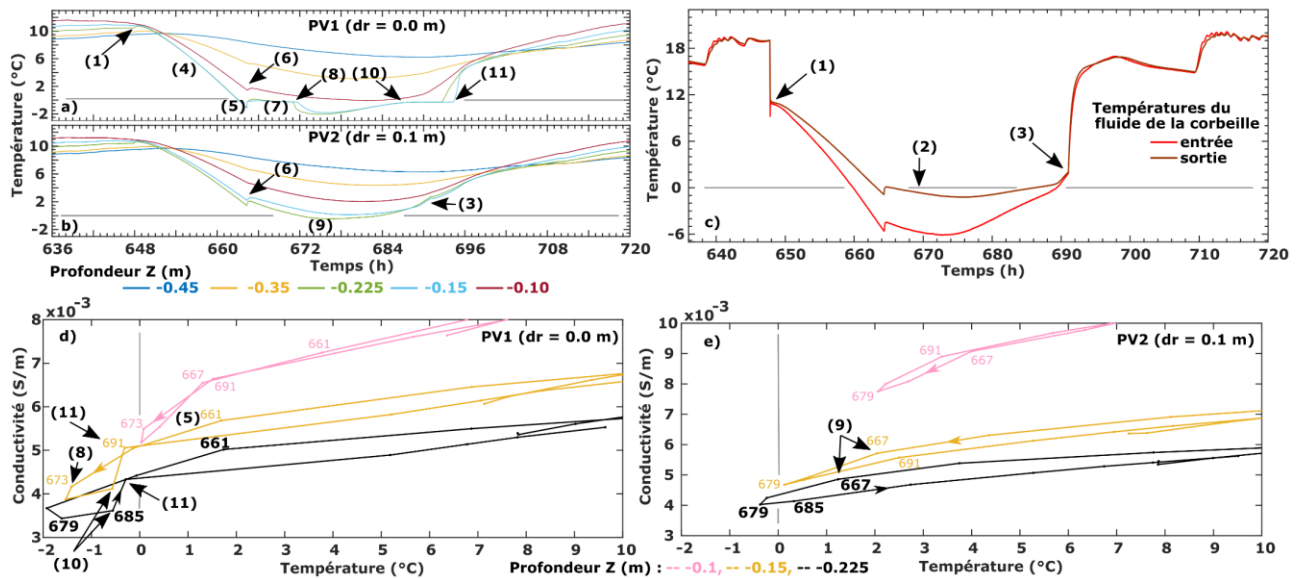 PV1 (dr = 0.0 m)
Température (°C)
10
6
2
-2
(1)
(4)
(5)
(6)
(7)
(8)
(10)
(11)
a)
PV2 (dr = 0.1 m)
Température (°C)
10
6
2
-2
(6)
(9)
(3)
b)
636 648 660 672 684 696 708 720
Temps (h)
Profondeur Z (m)
-0.45 -0.35 -0.225 -0.15 -0.10
Température (°C)
18
12
6
0
-6
(1)
(2)
(3)
Températures du
fluide de la corbeille
entrée
sortie
c)
640 650 660 670 680 690 700 710 720
Temps (h)
x10⁻³
d)
PV1 (dr = 0.0 m)
Conductivité (S/m)
8
7
6
5
4
3
661
667
691
673
(5)
(11)
661
691
661
(8)
673
(11)
679
685
(10)
-2 -1 0 1 2 3 4 5 6 7 8 9 10
Température (°C)
x10⁻³
e)
PV2 (dr = 0.1 m)
Conductivité (S/m)
10
9
8
7
6
5
4
3
691
667
679
(9)
667
691
679
667
679
685
-2 -1 0 1 2 3 4 5 6 7 8 9 10
Température (°C)
Profondeur Z (m) : -- -0.1, -- -0.15, -- -0.225